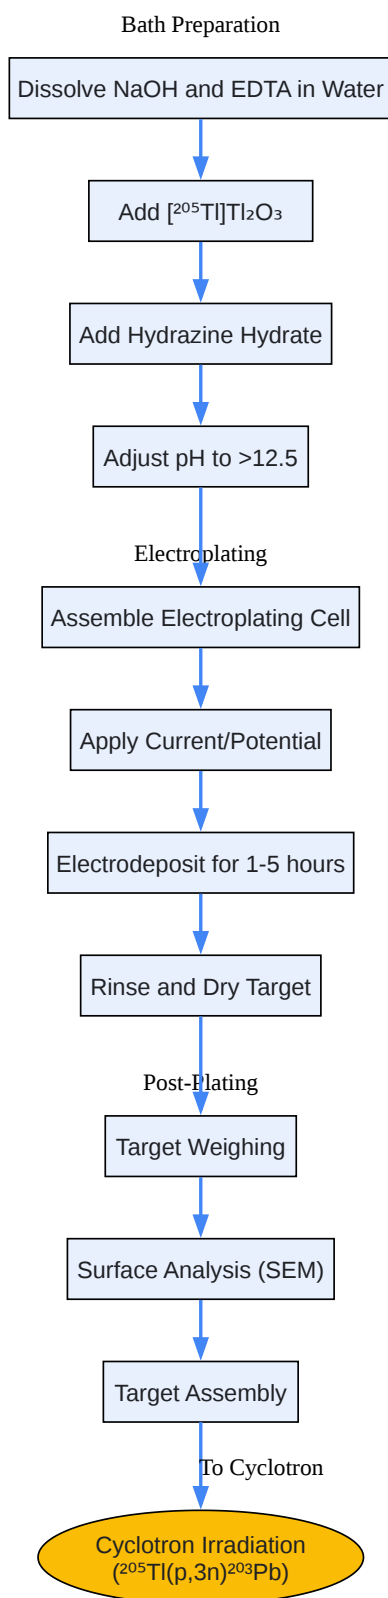 Bath Preparation
Dissolve NaOH and EDTA in Water
Add [²⁰⁵Tl]Tl₂O₃
Add Hydrazine Hydrate
Adjust pH to >12.5
Electroplating
Assemble Electroplating Cell
Apply Current/Potential
Electrodeposit for 1-5 hours
Rinse and Dry Target
Post-Plating
Target Weighing
Surface Analysis (SEM)
Target Assembly
To Cyclotron
Cyclotron Irradiation
(²⁰⁵Tl(p,3n)²⁰³Pb)